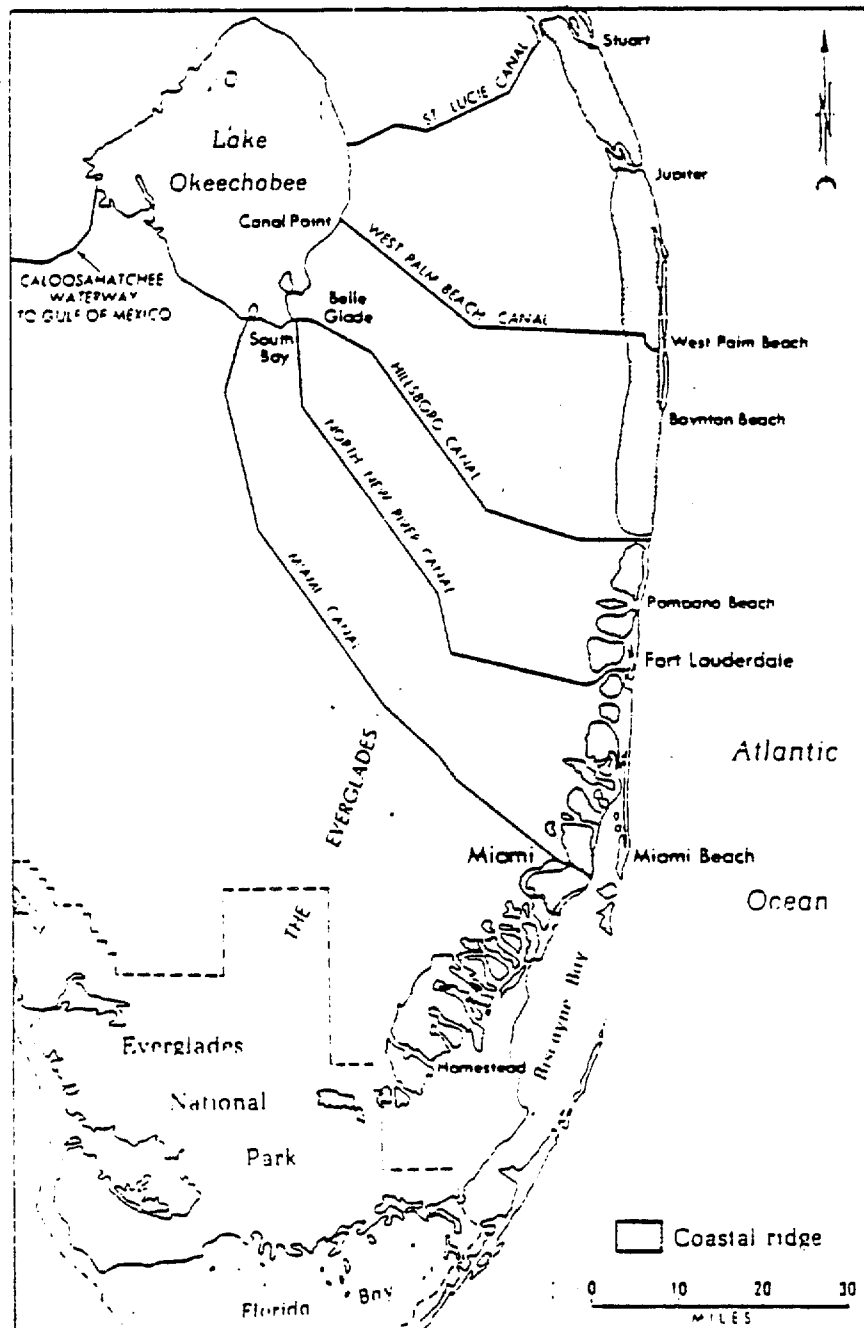 Stuart
ST. LUCIE CANAL
Lake
Okeechobee
Jupiter
Canal Point
WEST PALM BEACH CANAL
CALOOSAHATCHEE
WATERWAY
TO GULF OF MEXICO
Belle
Glade
South
Bay
West Palm Beach
HILLSBORO CANAL
Boynton Beach
NORTH NEW RIVER CANAL
MIAMI CANAL
Pompano Beach
Fort Lauderdale
THE EVERGLADES
Atlantic
Ocean
Miami
Miami Beach
Biscayne Bay
Everglades
National
Park
Homestead
Coastal ridge
Florida Bay
0 10 20 30
MILES